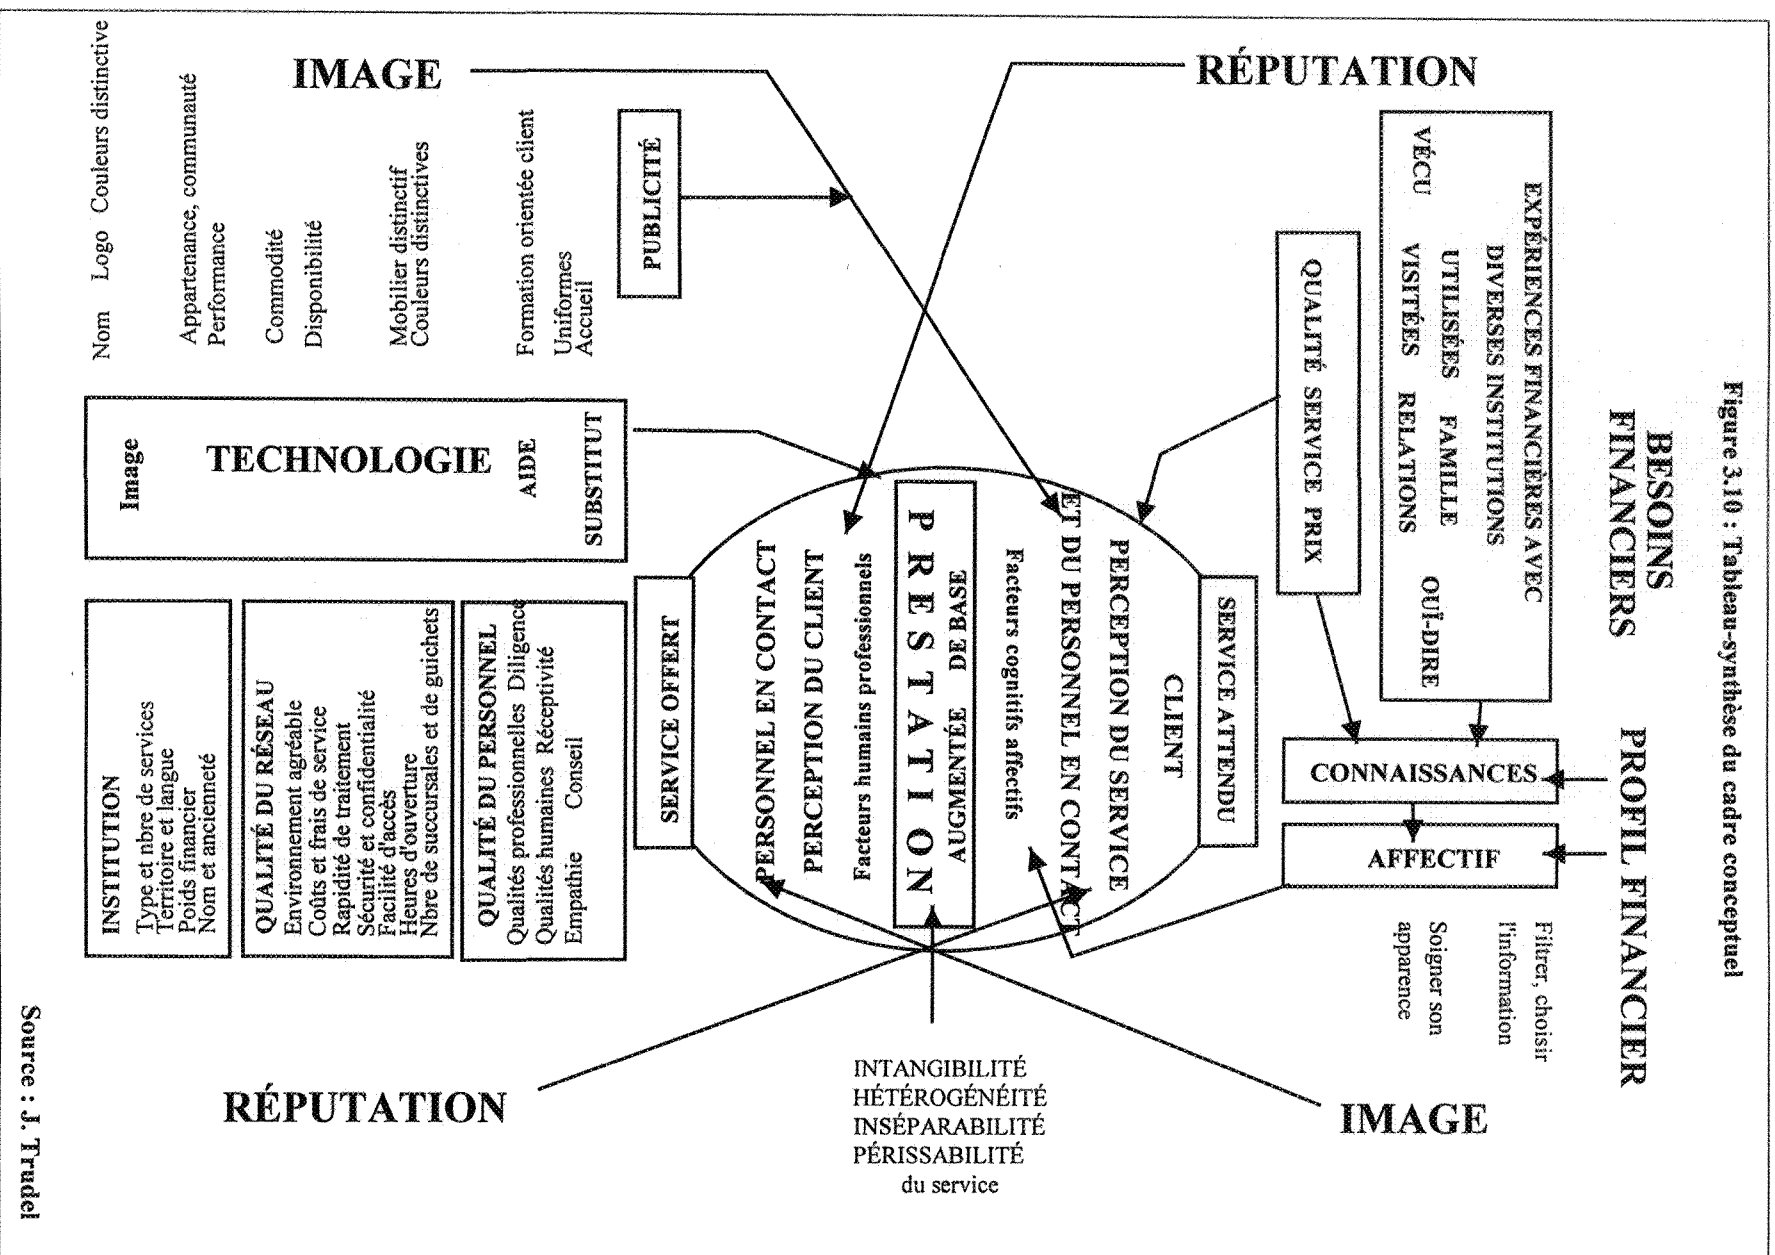 Figure 3.10 : Tableau-synthèse du cadre conceptuel
BESOINS
FINANCIERS
PROFIL FINANCIER
EXPÉRIENCES FINANCIÈRES AVEC
DIVERSES INSTITUTIONS
UTILISÉES FAMILLE
VÉCU VISITÉES RELATIONS OUÏ-DIRE
QUALITÉ SERVICE PRIX
CONNAISSANCES
AFFECTIF
Filtrer, choisir
l'information
Soigner son
apparence
RÉPUTATION
IMAGE
SERVICE ATTENDU
CLIENT
PERCEPTION DU SERVICE
ET DU PERSONNEL EN CONTACT
Facteurs cognitifs affectifs
AUGMENTÉE DE BASE
PRESTATION
Facteurs humains professionnels
PERCEPTION DU CLIENT
PERSONNEL EN CONTACT
SERVICE OFFERT
INTANGIBILITÉ
HÉTÉROGÉNÉITÉ
INSÉPARABILITÉ
PÉRISSABILITÉ
du service
IMAGE
RÉPUTATION
PUBLICITÉ
Formation orientée client
Uniformes
Accueil
Mobilier distinctif
Couleurs distinctives
Commodité
Disponibilité
Appartenance, communauté
Performance
Nom Logo Couleurs distinctive
SUBSTITUT
AIDE
TECHNOLOGIE
Image
QUALITÉ DU PERSONNEL
Qualités professionnelles Diligence
Qualités humaines Réceptivité
Empathie Conseil
QUALITÉ DU RÉSEAU
Environnement agréable
Coûts et frais de service
Rapidité de traitement
Sécurité et confidentialité
Facilité d'accès
Heures d'ouverture
Nbre de succursales et de guichets
INSTITUTION
Type et nbre de services
Territoire et langue
Poids financier
Nom et ancienneté
Source : J. Trudel